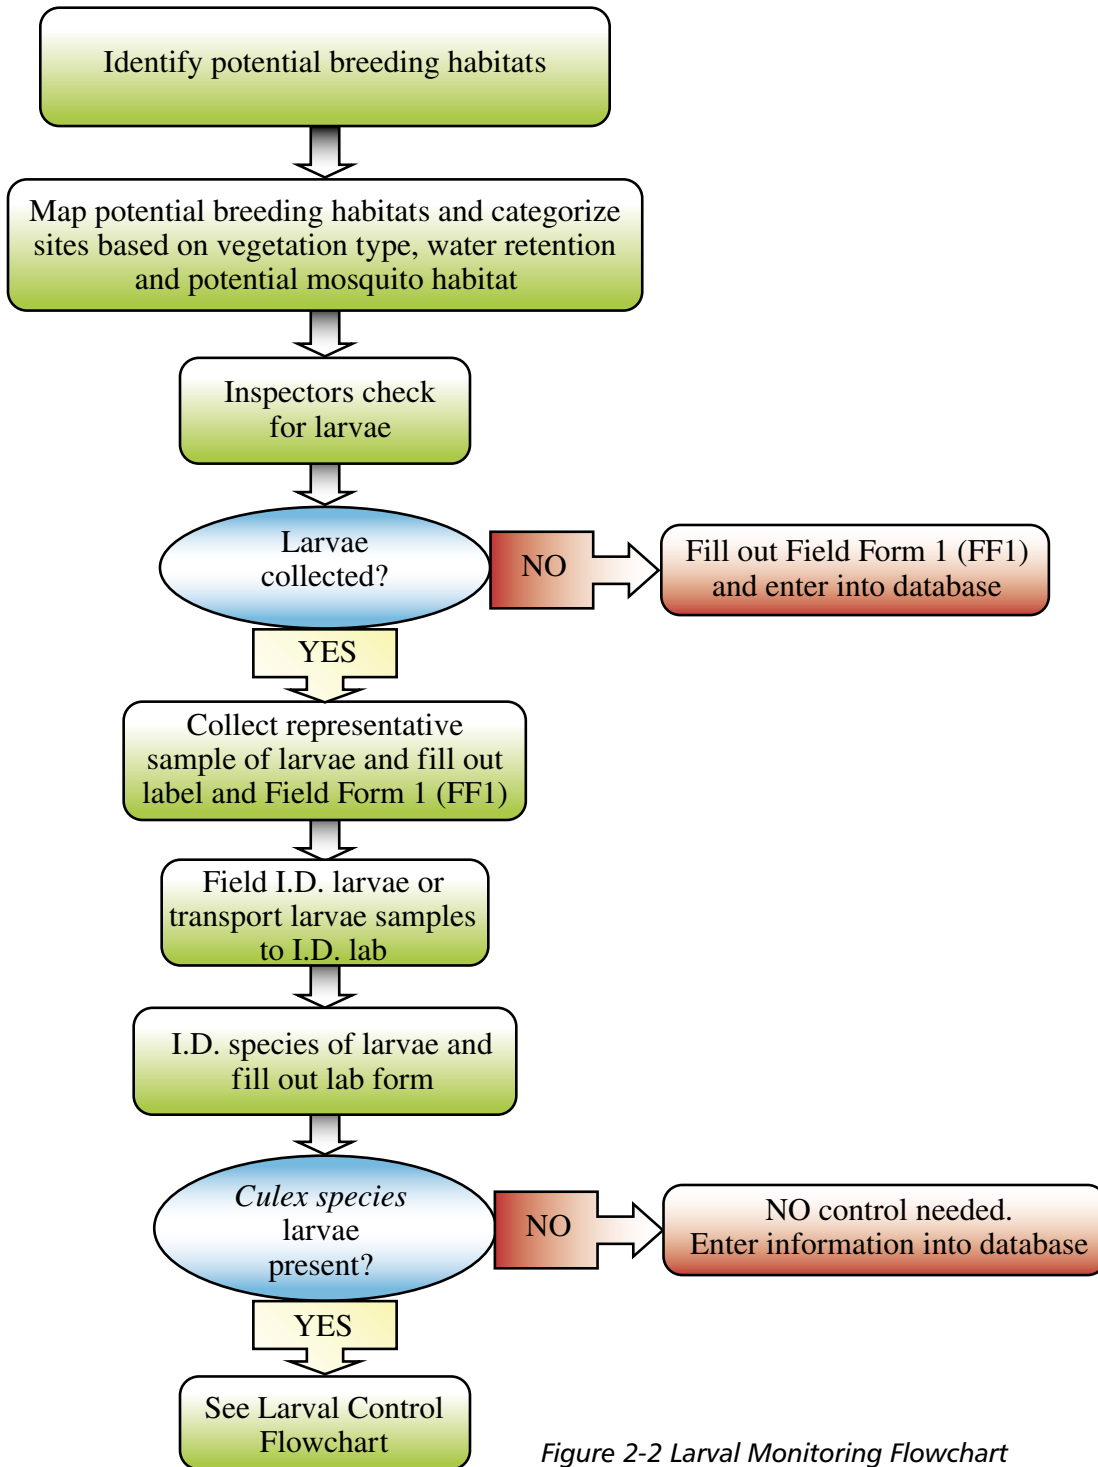 Identify potential breeding habitats
Map potential breeding habitats and categorize
sites based on vegetation type, water retention
and potential mosquito habitat
Inspectors check
for larvae
Larvae
collected?
NO
Fill out Field Form 1 (FF1)
and enter into database
YES
Collect representative
sample of larvae and fill out
label and Field Form 1 (FF1)
Field I.D. larvae or
transport larvae samples
to I.D. lab
I.D. species of larvae and
fill out lab form
Culex species
larvae
present?
NO
NO control needed.
Enter information into database
YES
See Larval Control
Flowchart
Figure 2-2 Larval Monitoring Flowchart